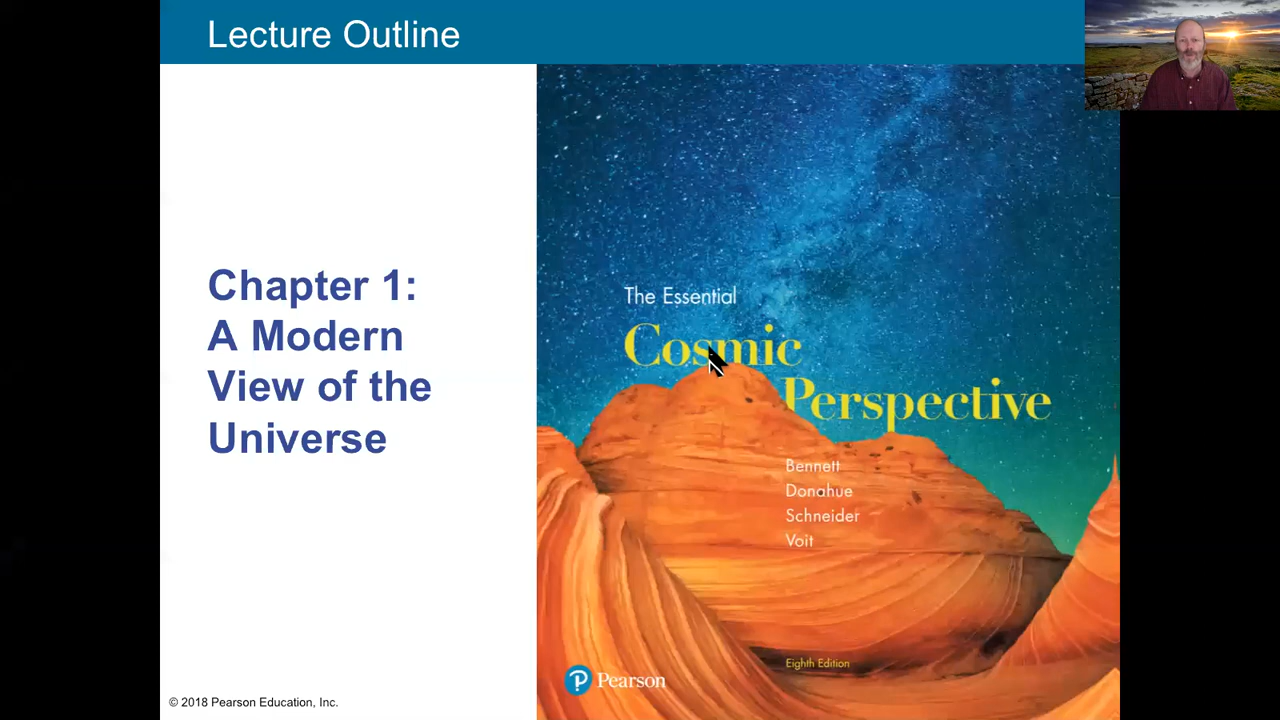 Lecture Outline
Chapter 1:
A Modern
View of the
Universe
The Essential
Cosmic
Perspective
Bennett
Donahue
Schneider
Voit
Eighth Edition
P Pearson
© 2018 Pearson Education, Inc.